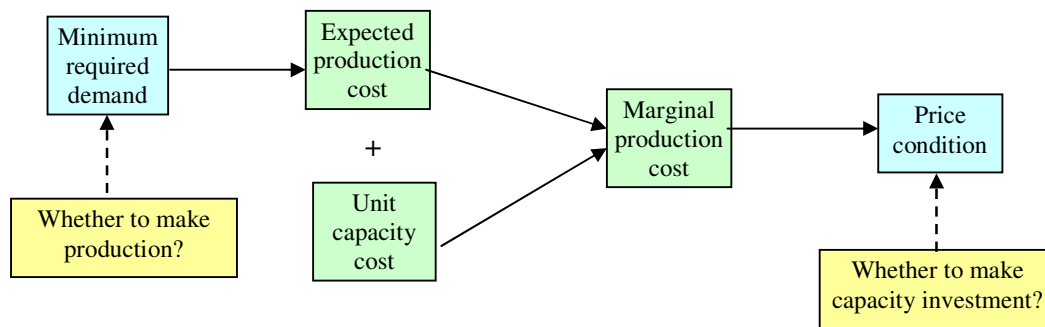 Minimum
required
demand
Expected
production
cost
+
Unit
capacity
cost
Marginal
production
cost
Price
condition
Whether to make
production?
Whether to make
capacity investment?